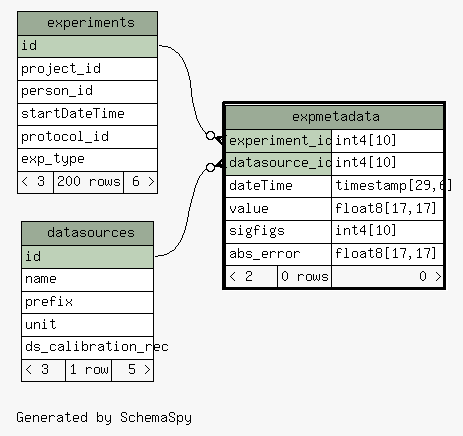 experiments
id
project_id
person_id
startDateTime
protocol_id
exp_type
< 3 200 rows 6 >
expmetadata
experiment_id int4[10]
datasource_id int4[10]
dateTime timestamp[29,6]
value float8[17,17]
sigfigs int4[10]
abs_error float8[17,17]
< 2 0 rows 0 >
datasources
id
name
prefix
unit
ds_calibration_rec
< 3 1 row 5 >
Generated by SchemaSpy